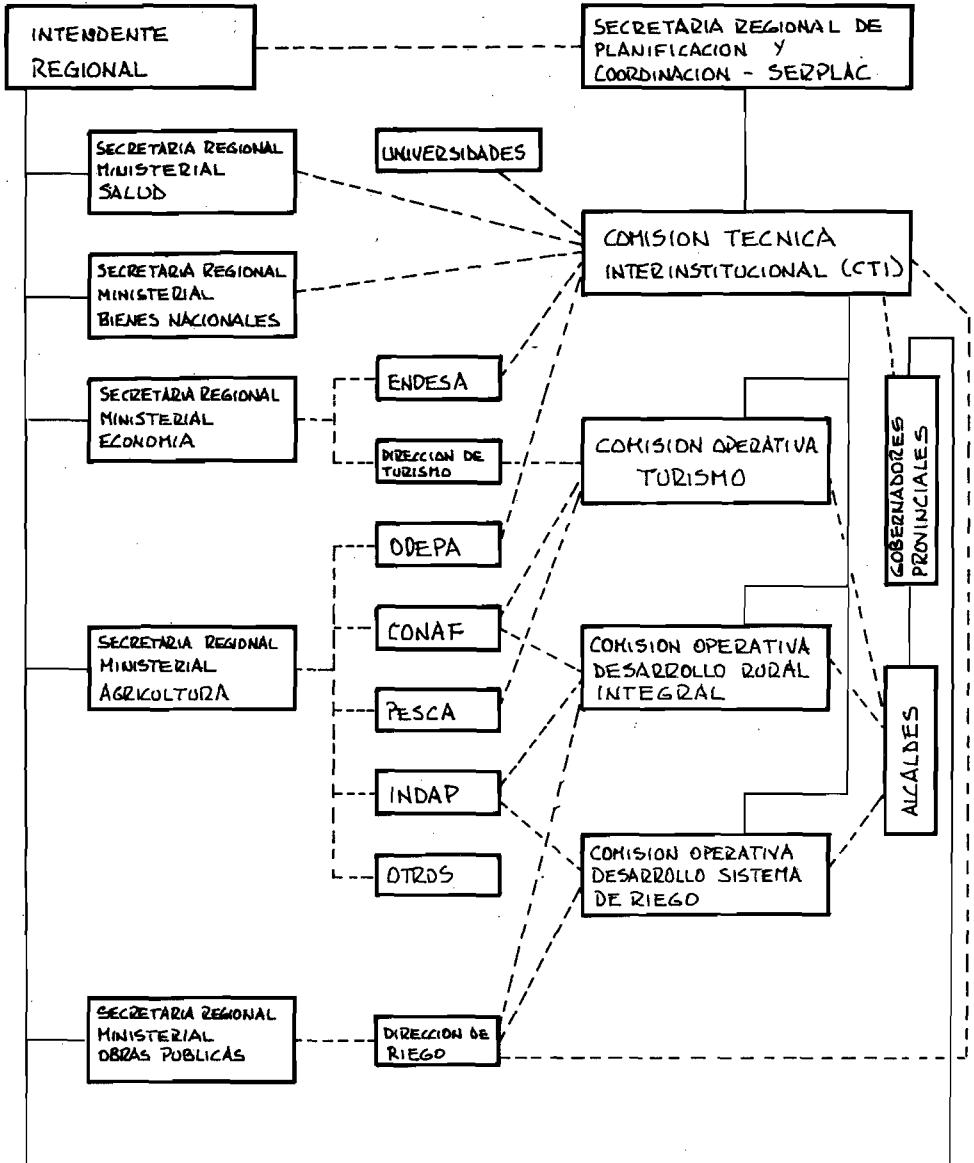 INTENDENTE
REGIONAL
SECRETARIA REGIONAL DE
PLANIFICACION Y
COORDINACION - SERPLAC
SECRETARIA REGIONAL
MINISTERIAL
SALUD
UNIVERSIDADES
COMISION TECNICA
INTERINSTITUCIONAL (CTI)
SECRETARIA REGIONAL
MINISTERIAL
BIENES NACIONALES
SECRETARIA REGIONAL
MINISTERIAL
ECONOMIA
ENDESA
DIRECCION DE
TURISMO
COMISION OPERATIVA
TURISMO
GOBERNADORES
PROVINCIALES
ODEPA
SECRETARIA REGIONAL
MINISTERIAL
AGRICULTURA
CONAF
COMISION OPERATIVA
DESARROLLO RURAL
INTEGRAL
PESCA
ALCALDES
INDAP
OTROS
COMISION OPERATIVA
DESARROLLO SISTEMA
DE RIEGO
SECRETARIA REGIONAL
MINISTERIAL
OBRAS PUBLICAS
DIRECCION DE
RIEGO